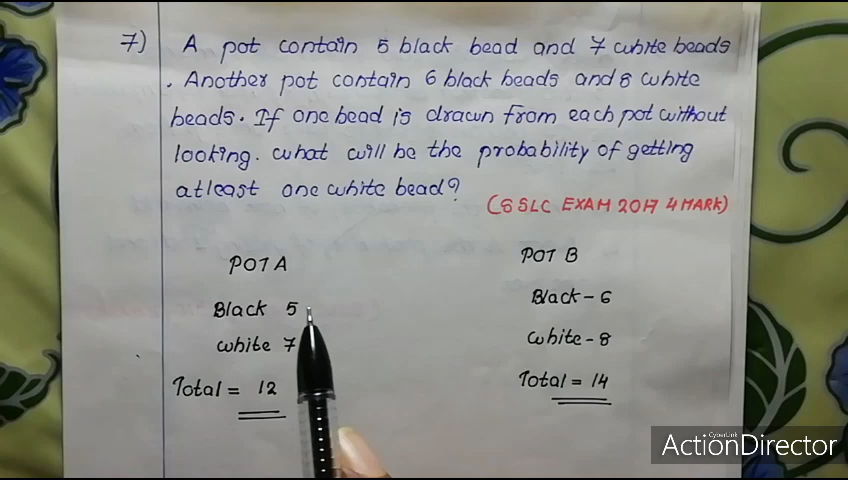 7) A pot contain 5 black bead and 7 white beads
. Another pot contain 6 black beads and 8 white
beads. If one bead is drawn from each pot without
looking. what will be the probability of getting
atleast one white bead?
(SSLC EXAM 2017 4 MARK)
POT A
Black 5
white 7
Total = 12
POT B
Black - 6
white - 8
Total = 14
CyberLink
ActionDirector